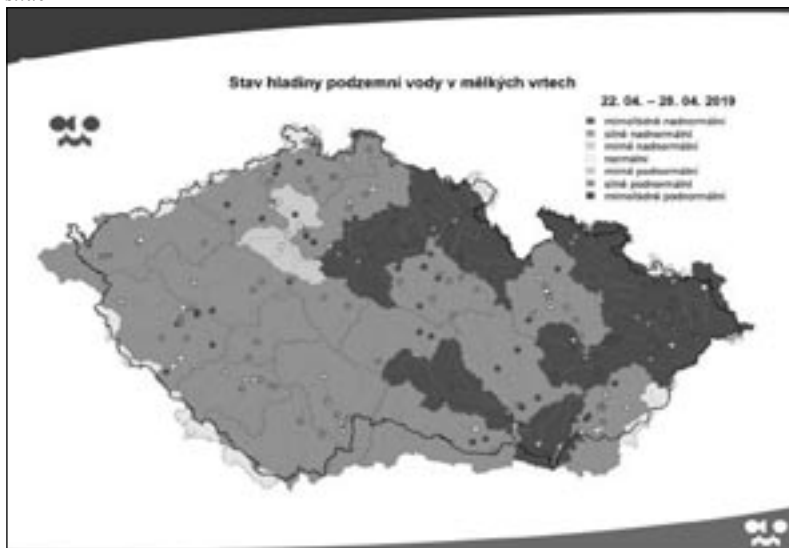 Stav hladiny podzemní vody v mělkých vrtech
22. 04. – 28. 04. 2019
mimořádně nadnormální
silně nadnormální
mírně nadnormální
normální
mírně podnormální
silně podnormální
mimořádně podnormální